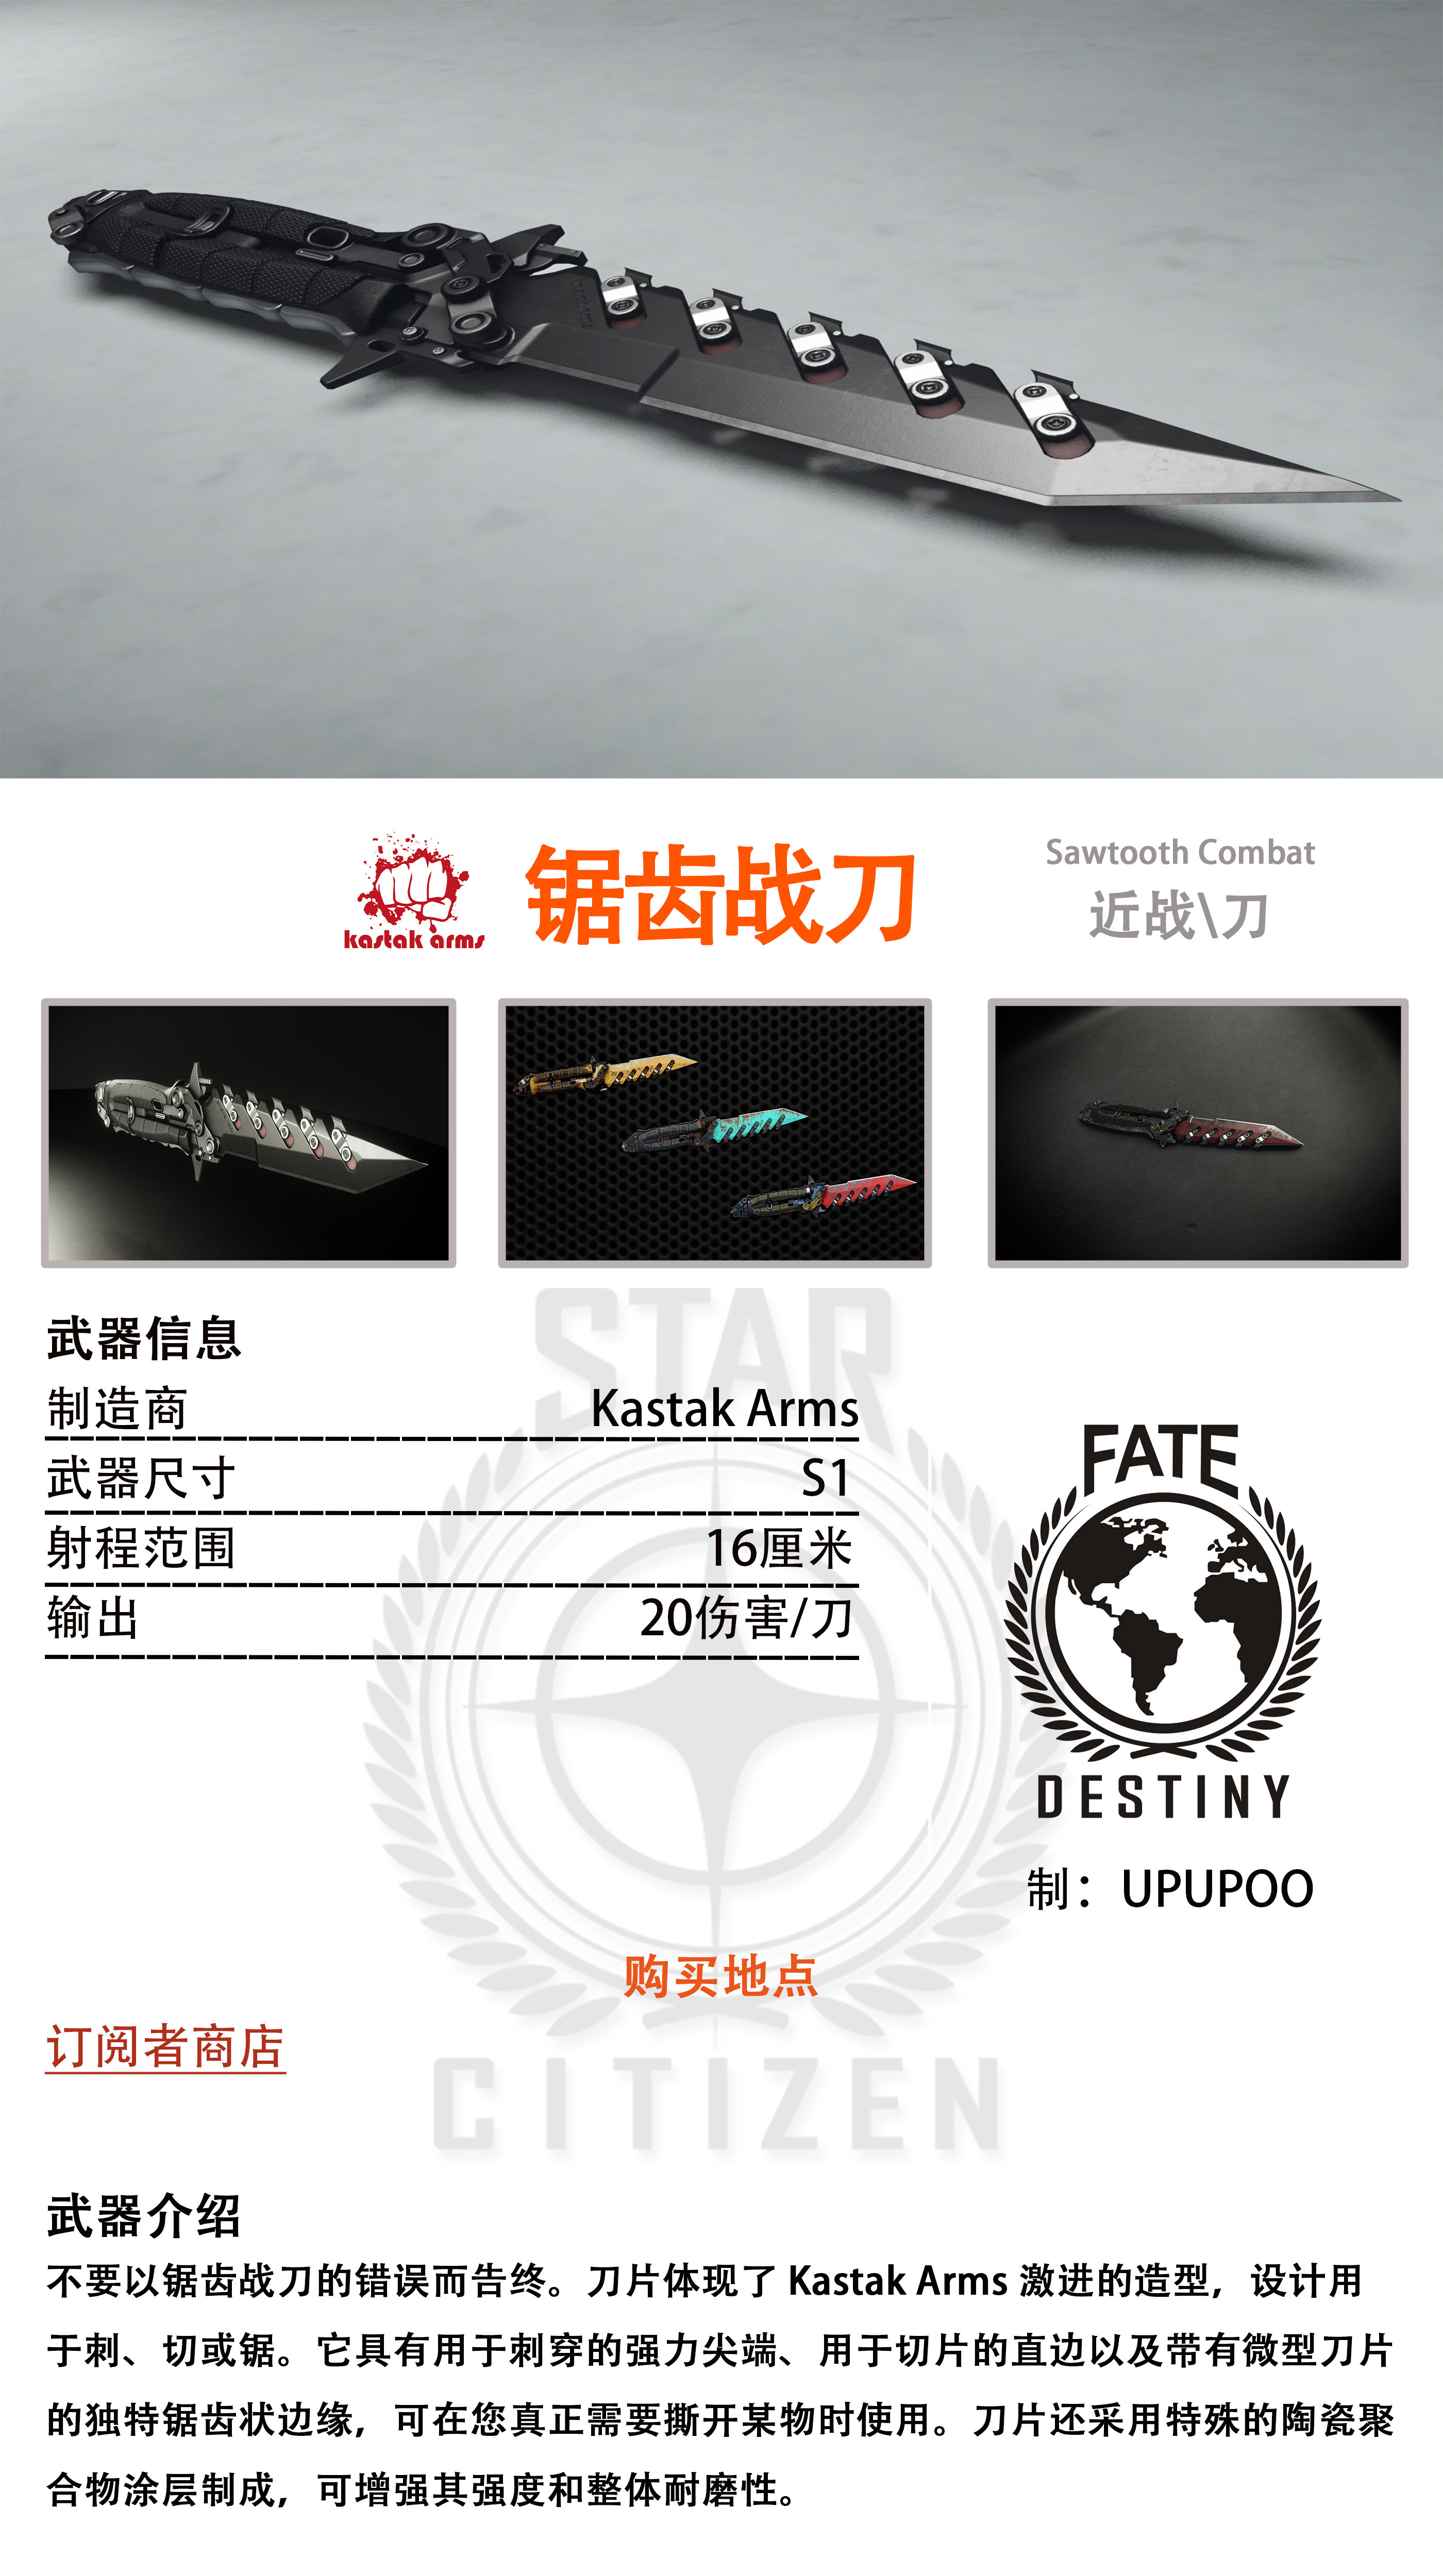 kastak arms
锯齿战刀
Sawtooth Combat
近战\刀
STAR
武器信息
制造商 Kastak Arms
武器尺寸 S1
射程范围 16厘米
输出 20伤害/刀
FATE
DESTINY
制：UPUPOO
购买地点
订阅者商店
CITIZEN
武器介绍
不要以锯齿战刀的错误而告终。刀片体现了 Kastak Arms 激进的造型，设计用
于刺、切或锯。它具有用于刺穿的强力尖端、用于切片的直边以及带有微型刀片
的独特锯齿状边缘，可在您真正需要撕开某物时使用。刀片还采用特殊的陶瓷聚
合物涂层制成，可增强其强度和整体耐磨性。